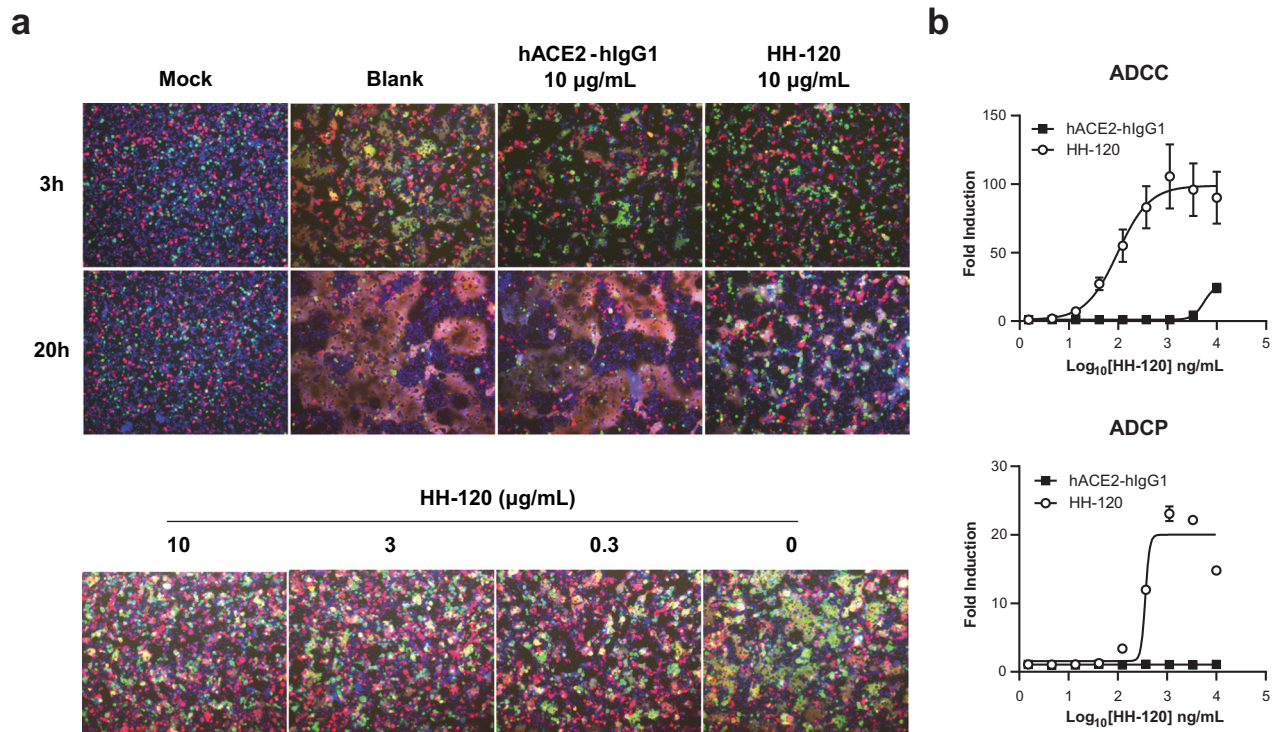 a
Mock
Blank
hACE2-hIgG1
10 µg/mL
HH-120
10 µg/mL
3h
20h
HH-120 (µg/mL)
10
3
0.3
0
b
ADCC
150
100
50
0
Fold Induction
hACE2-hIgG1
HH-120
0
1
2
3
4
5
Log10[HH-120] ng/mL
ADCP
30
20
10
0
Fold Induction
hACE2-hIgG1
HH-120
0
1
2
3
4
5
Log10[HH-120] ng/mL